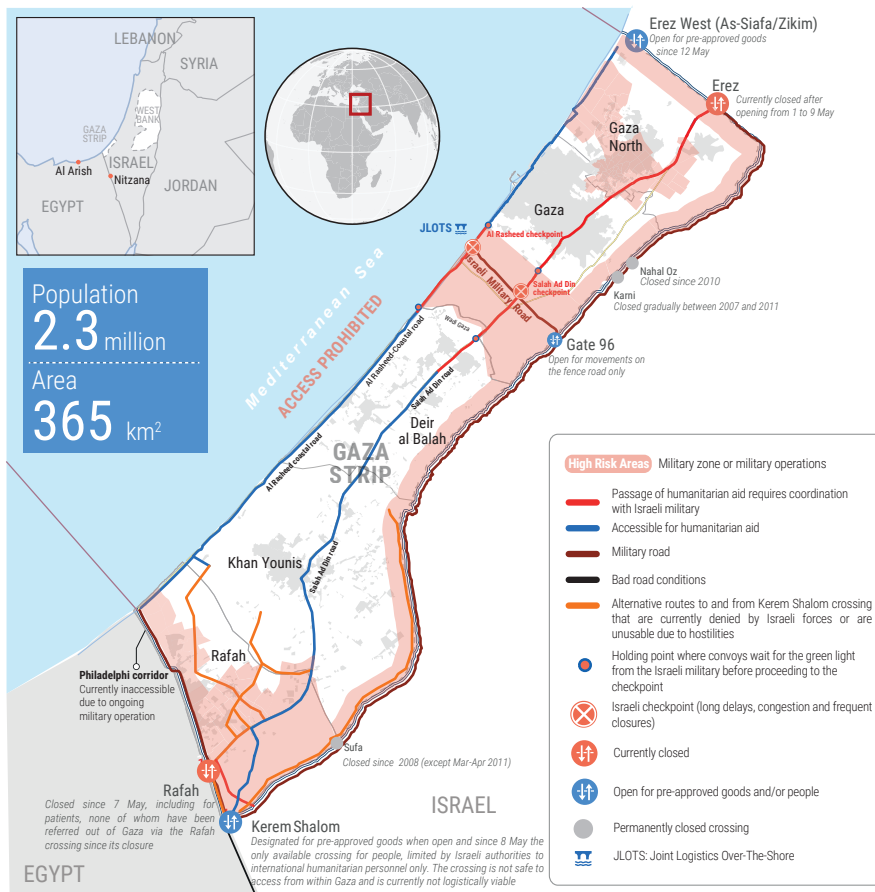 LEBANON
SYRIA
WEST
BANK
GAZA
STRIP
ISRAEL
Al Arish
Nitzana
JORDAN
EGYPT
Erez West (As-Siafa/Zikim)
Open for pre-approved goods
since 12 May
Erez
Currently closed after
opening from 1 to 9 May
Gaza
North
Gaza
JLOTS
Al Rasheed checkpoint
Israeli Military Road
Salah Ad Din
checkpoint
Nahal Oz
Closed since 2010
Karni
Closed gradually between 2007 and 2011
Population
2.3 million
Area
365 km2
Mediterranean Sea
ACCESS PROHIBITED
Al Rasheed-Coastal road
Wadi Gaza
Gate 96
Open for movements on
the fence road only
Salah Ad Din road
Deir
al Balah
GAZA
STRIP
Al Rasheed coastal road
Khan Younis
Salah Ad Din road
Rafah
Philadelphi corridor
Currently inaccessible
due to ongoing
military operation
Sufa
Closed since 2008 (except Mar-Apr 2011)
Rafah
Closed since 7 May, including for
patients, none of whom have been
referred out of Gaza via the Rafah
crossing since its closure
ISRAEL
Kerem Shalom
Designated for pre-approved goods when open and since 8 May the
only available crossing for people, limited by Israeli authorities to
international humanitarian personnel only. The crossing is not safe to
access from within Gaza and is currently not logistically viable
EGYPT
High Risk Areas Military zone or military operations
Passage of humanitarian aid requires coordination
with Israeli military
Accessible for humanitarian aid
Military road
Bad road conditions
Alternative routes to and from Kerem Shalom crossing
that are currently denied by Israeli forces or are
unusable due to hostilities
Holding point where convoys wait for the green light
from the Israeli military before proceeding to the
checkpoint
Israeli checkpoint (long delays, congestion and frequent
closures)
Currently closed
Open for pre-approved goods and/or people
Permanently closed crossing
JLOTS: Joint Logistics Over-The-Shore